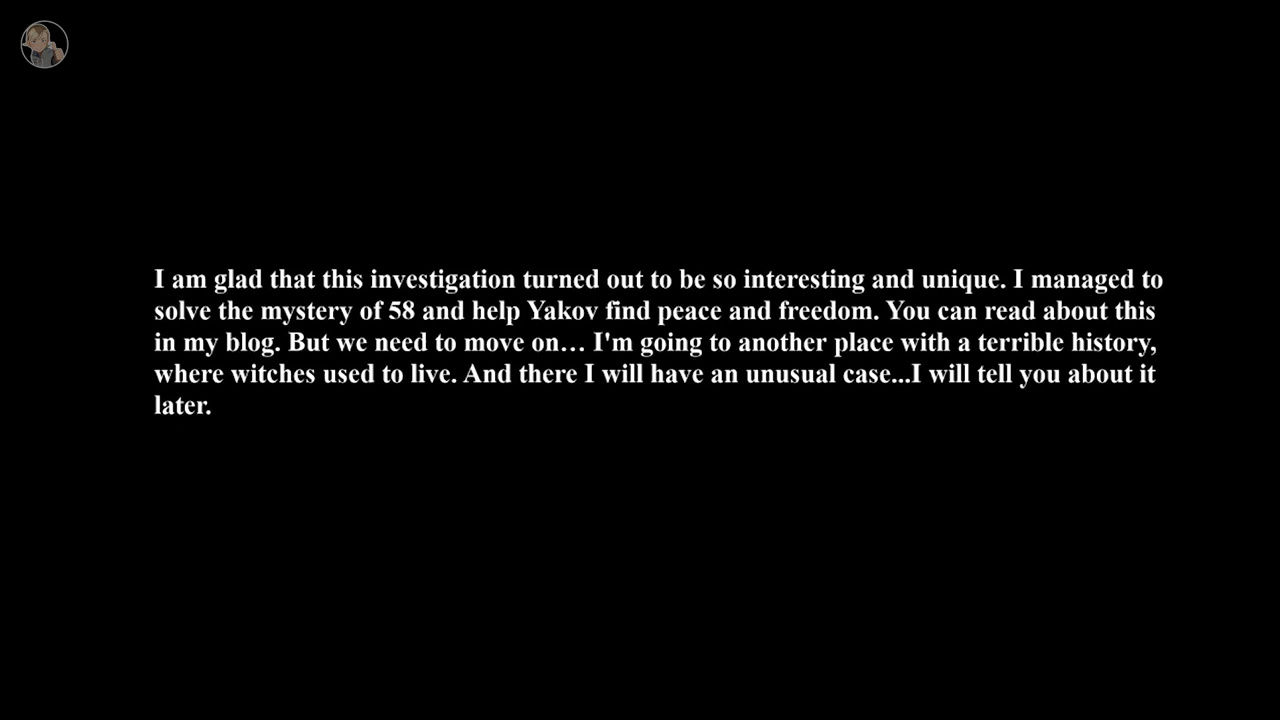 I am glad that this investigation turned out to be so interesting and unique. I managed to
solve the mystery of 58 and help Yakov find peace and freedom. You can read about this
in my blog. But we need to move on… I'm going to another place with a terrible history,
where witches used to live. And there I will have an unusual case...I will tell you about it
later.